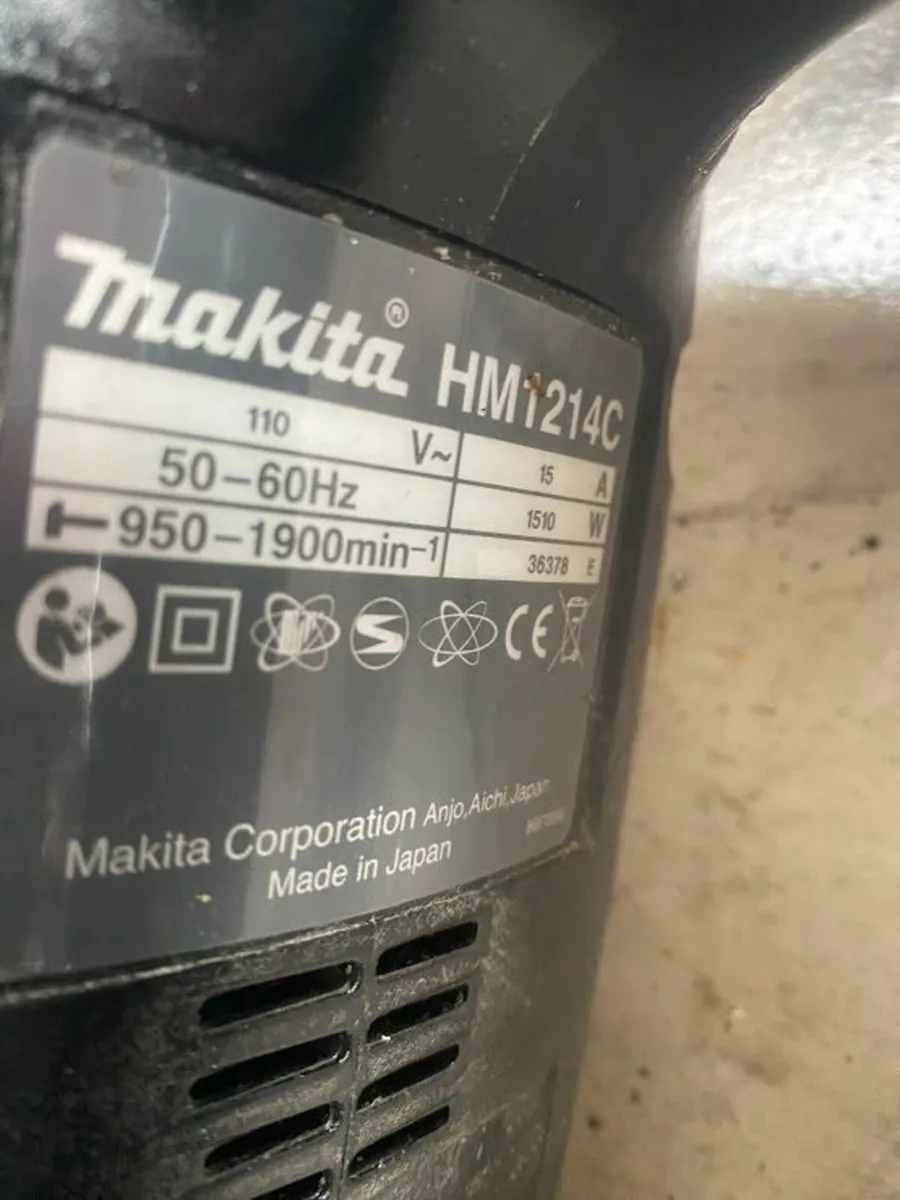 makita® HM1214C
110 V~ 15 A
50–60Hz 1510 W
950–1900min⁻¹ 36378 E
CE
Makita Corporation Anjo,Aichi,Japan
Made in Japan